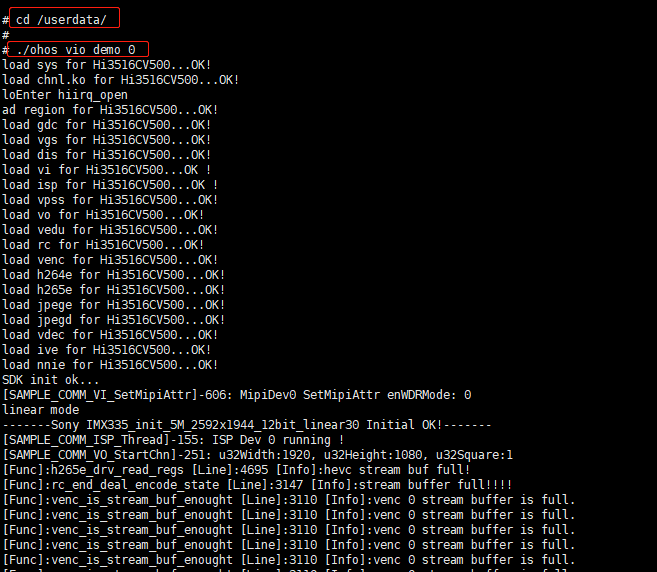 # cd /userdata/
#
# ./ohos_vio_demo 0
load sys for Hi3516CV500...OK!
load chnl.ko for Hi3516CV500...OK!
loEnter hiirq_open
ad region for Hi3516CV500...OK!
load gdc for Hi3516CV500...OK!
load vgs for Hi3516CV500...OK!
load dis for Hi3516CV500...OK!
load vi for Hi3516CV500...OK !
load isp for Hi3516CV500...OK !
load vpss for Hi3516CV500...OK!
load vo for Hi3516CV500...OK!
load vedu for Hi3516CV500...OK!
load rc for Hi3516CV500...OK!
load venc for Hi3516CV500...OK!
load h264e for Hi3516CV500...OK!
load h265e for Hi3516CV500...OK!
load jpege for Hi3516CV500...OK!
load jpegd for Hi3516CV500...OK!
load vdec for Hi3516CV500...OK!
load ive for Hi3516CV500...OK!
load nnie for Hi3516CV500...OK!
SDK init ok...
[SAMPLE_COMM_VI_SetMipiAttr]-606: MipiDev0 SetMipiAttr enWDRMode: 0
linear mode
-------Sony IMX335_init_5M_2592x1944_12bit_linear30 Initial OK!-------
[SAMPLE_COMM_ISP_Thread]-155: ISP Dev 0 running !
[SAMPLE_COMM_VO_StartChn]-251: u32Width:1920, u32Height:1080, u32Square:1
[Func]:h265e_drv_read_regs [Line]:4695 [Info]:hevc stream buf full!
[Func]:rc_end_deal_encode_state [Line]:3147 [Info]:stream buffer full!!!!
[Func]:venc_is_stream_buf_enought [Line]:3110 [Info]:venc 0 stream buffer is full.
[Func]:venc_is_stream_buf_enought [Line]:3110 [Info]:venc 0 stream buffer is full.
[Func]:venc_is_stream_buf_enought [Line]:3110 [Info]:venc 0 stream buffer is full.
[Func]:venc_is_stream_buf_enought [Line]:3110 [Info]:venc 0 stream buffer is full.
[Func]:venc_is_stream_buf_enought [Line]:3110 [Info]:venc 0 stream buffer is full.